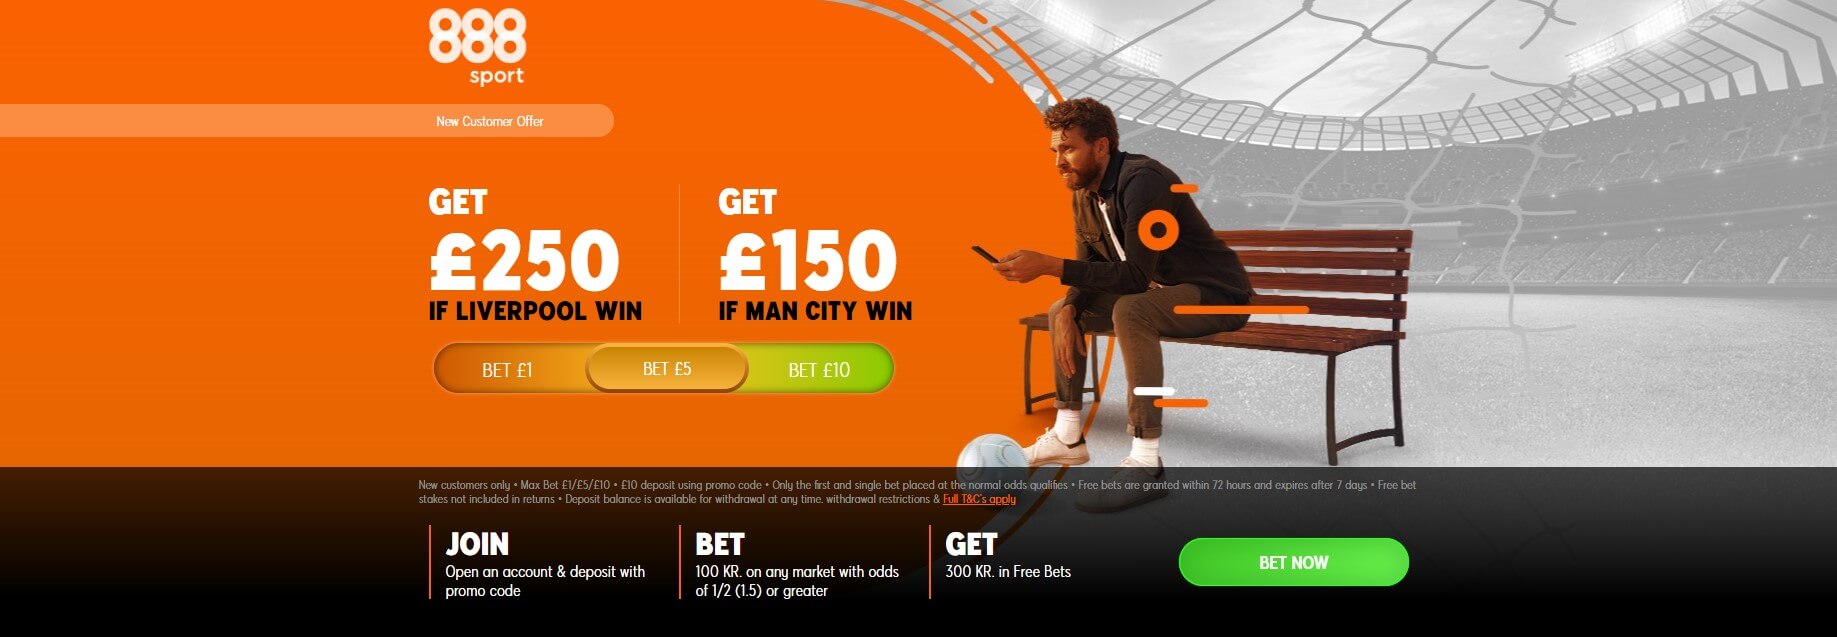 888
sport
New Customer Offer
GET
£250
IF LIVERPOOL WIN
GET
£150
IF MAN CITY WIN
BET £1
BET £5
BET £10
New customers only • Max Bet £1/£5/£10 • £10 deposit using promo code • Only the first and single bet placed at the normal odds qualifies • Free bets are granted within 72 hours and expires after 7 days • Free bet
stakes not included in returns • Deposit balance is available for withdrawal at any time. withdrawal restrictions & Full T&C's apply
JOIN
Open an account & deposit with
promo code
BET
100 KR. on any market with odds
of 1/2 (1.5) or greater
GET
300 KR. in Free Bets
BET NOW